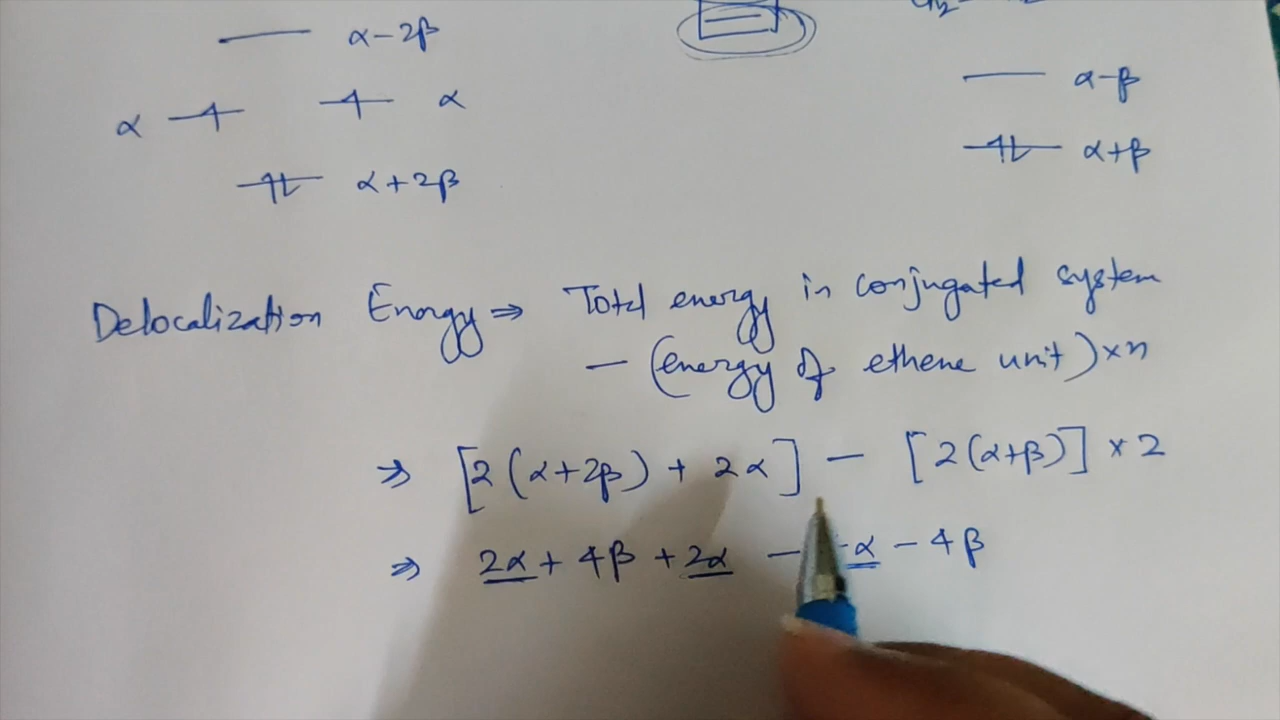 α-2β
α-β
α α
α+β
α+2β
Delocalization Energy ⇒ Total energy in conjugated system
- (energy of ethene unit) × n
⇒ [2(α+2β) + 2α] - [2(α+β)] × 2
⇒ 2α + 4β + 2α - α - 4β